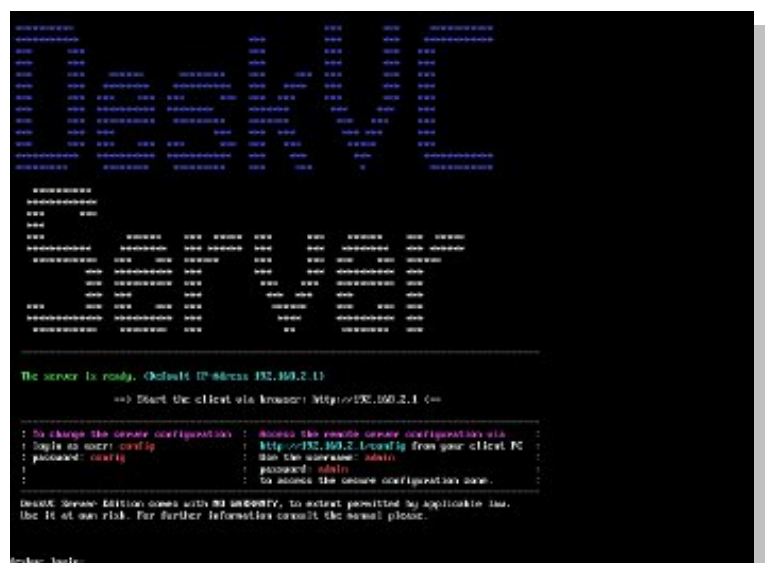 DeskVC
Server
The server is ready. (Default IP-Adress 192.168.2.1)
==> Start the client via browser: http://192.168.2.1 <==
To change the server configuration : Access the remote server configuration via
login as user: config : http://192.168.2.1/config from your client PC
password: config : Use the username: admin
password: admin
to access the secure configuration zone.
DeskVC Server Edition comes with NO WARRANTY, to extent permitted by applicable law.
Use it at own risk. For further information consult the manual please.
login: